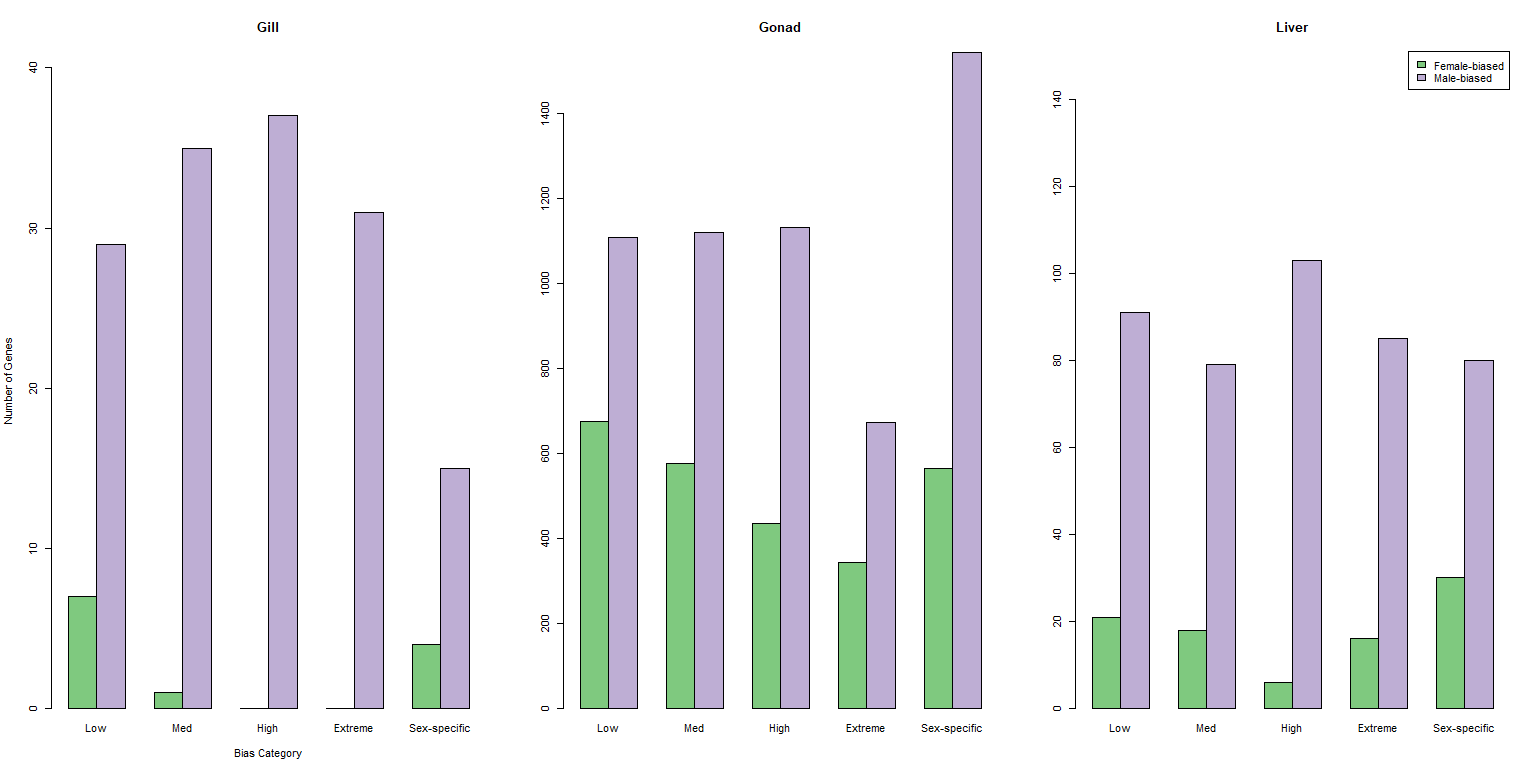 Gill
Gonad
Liver
Female-biased
Male-biased
Number of Genes
0
10
20
30
40
Low Med High Extreme Sex-specific
Bias Category
0
200
400
600
800
1000
1200
1400
Low Med High Extreme Sex-specific
0
20
40
60
80
100
120
140
Low Med High Extreme Sex-specific